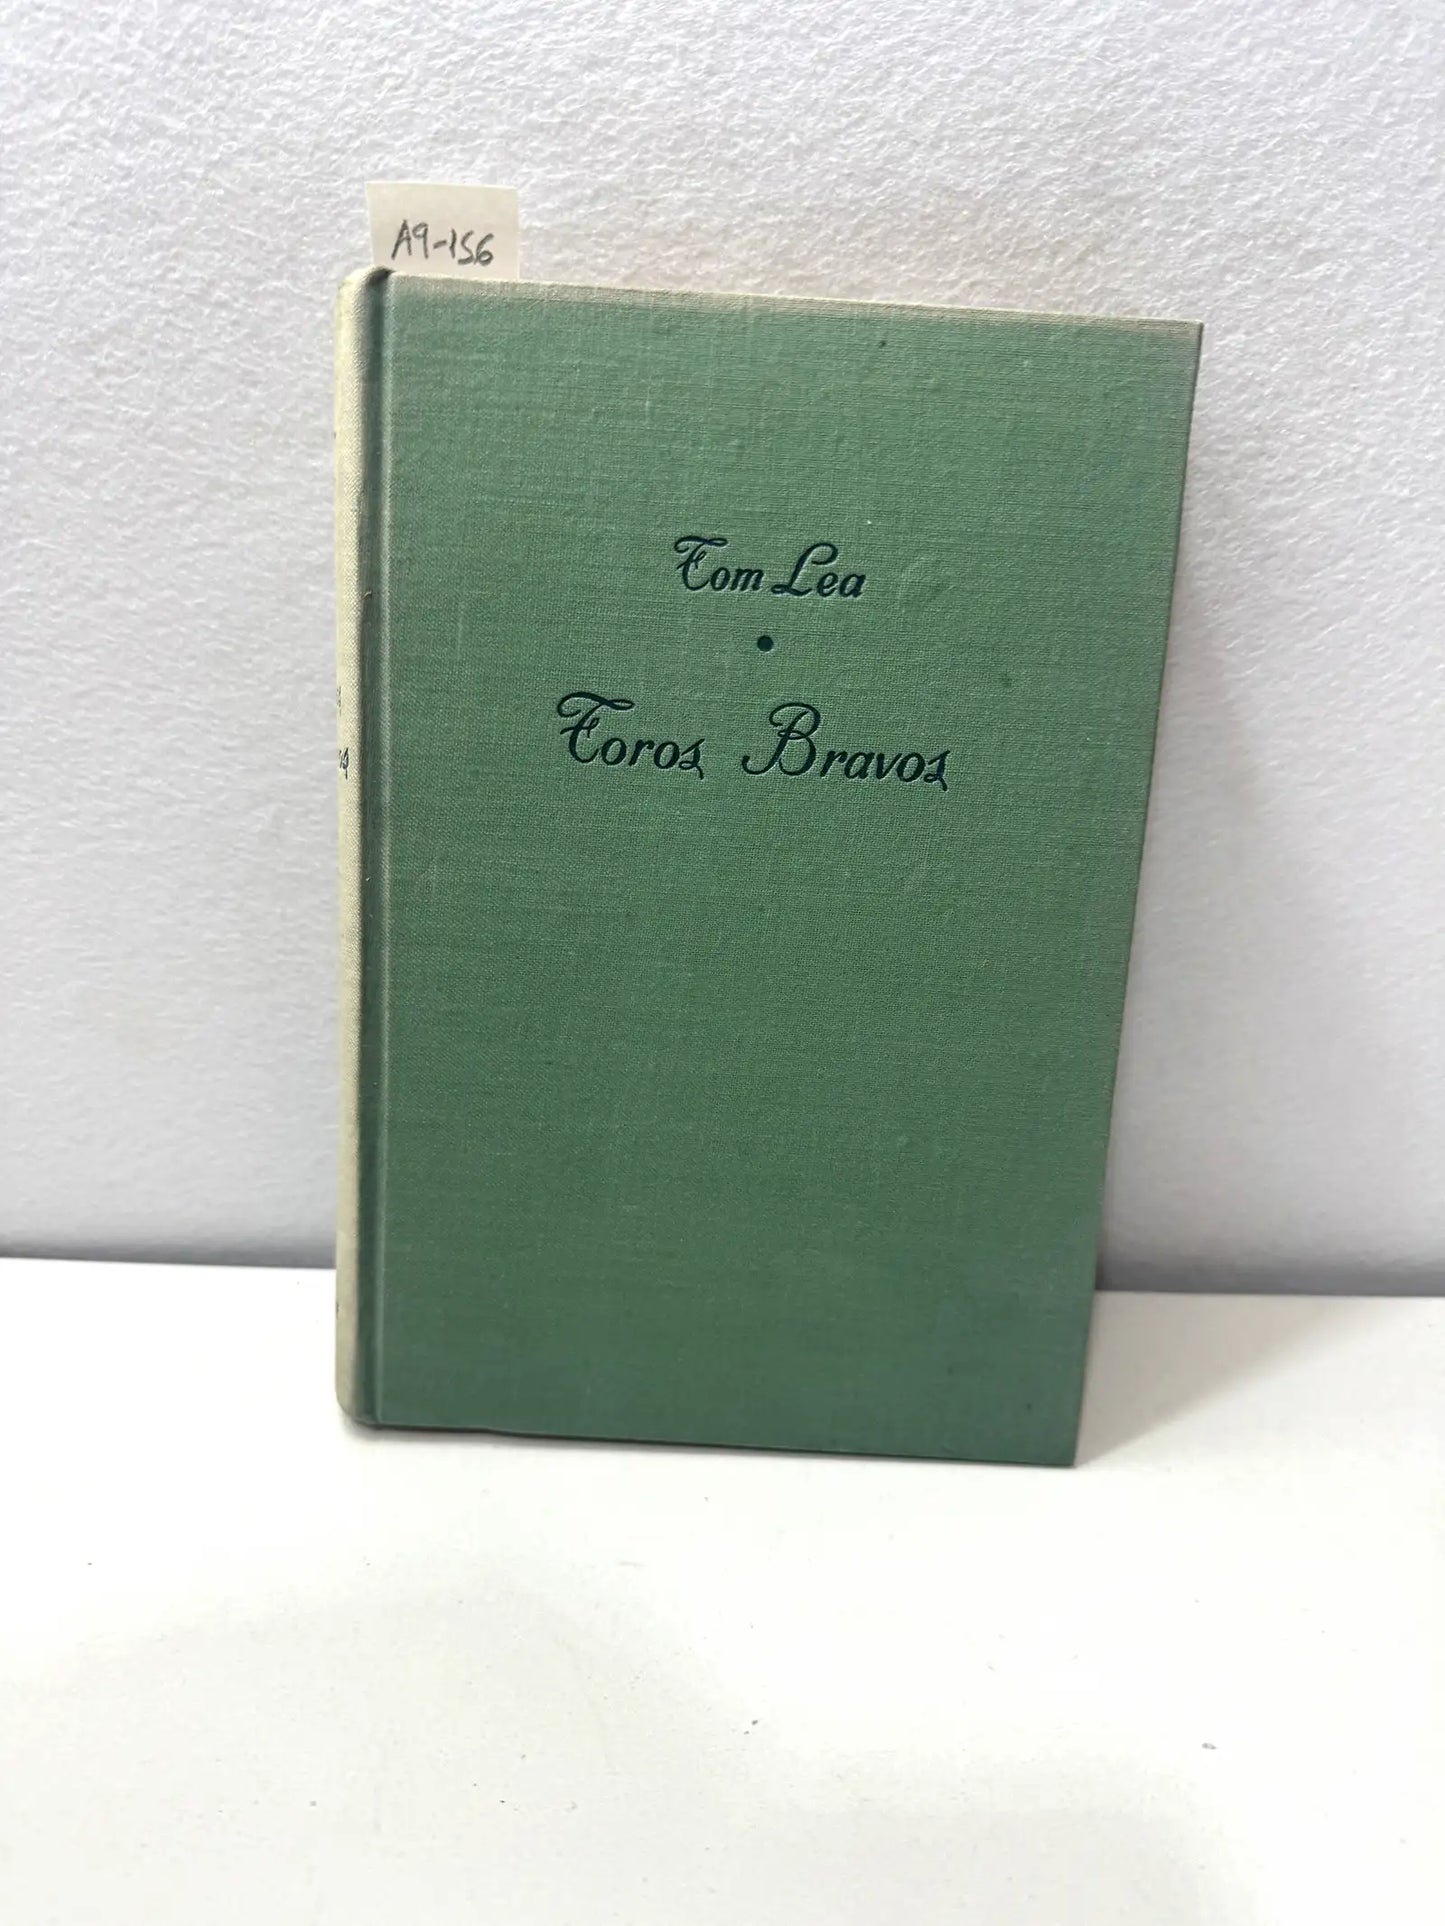 A9-156
Tom Lea
•
Toros Bravos